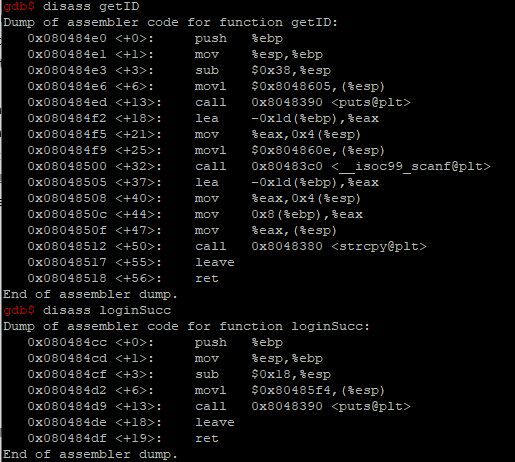 gdb$ disass getID
Dump of assembler code for function getID:
0x080484e0 <+0>: push %ebp
0x080484e1 <+1>: mov %esp,%ebp
0x080484e3 <+3>: sub $0x38,%esp
0x080484e6 <+6>: movl $0x8048605,(%esp)
0x080484ed <+13>: call 0x8048390 <puts@plt>
0x080484f2 <+18>: lea -0x1d(%ebp),%eax
0x080484f5 <+21>: mov %eax,0x4(%esp)
0x080484f9 <+25>: movl $0x804860e,(%esp)
0x08048500 <+32>: call 0x80483c0 <__isoc99_scanf@plt>
0x08048505 <+37>: lea -0x1d(%ebp),%eax
0x08048508 <+40>: mov %eax,0x4(%esp)
0x0804850c <+44>: mov 0x8(%ebp),%eax
0x0804850f <+47>: mov %eax,(%esp)
0x08048512 <+50>: call 0x8048380 <strcpy@plt>
0x08048517 <+55>: leave
0x08048518 <+56>: ret
End of assembler dump.
gdb$ disass loginSucc
Dump of assembler code for function loginSucc:
0x080484cc <+0>: push %ebp
0x080484cd <+1>: mov %esp,%ebp
0x080484cf <+3>: sub $0x18,%esp
0x080484d2 <+6>: movl $0x80485f4,(%esp)
0x080484d9 <+13>: call 0x8048390 <puts@plt>
0x080484de <+18>: leave
0x080484df <+19>: ret
End of assembler dump.